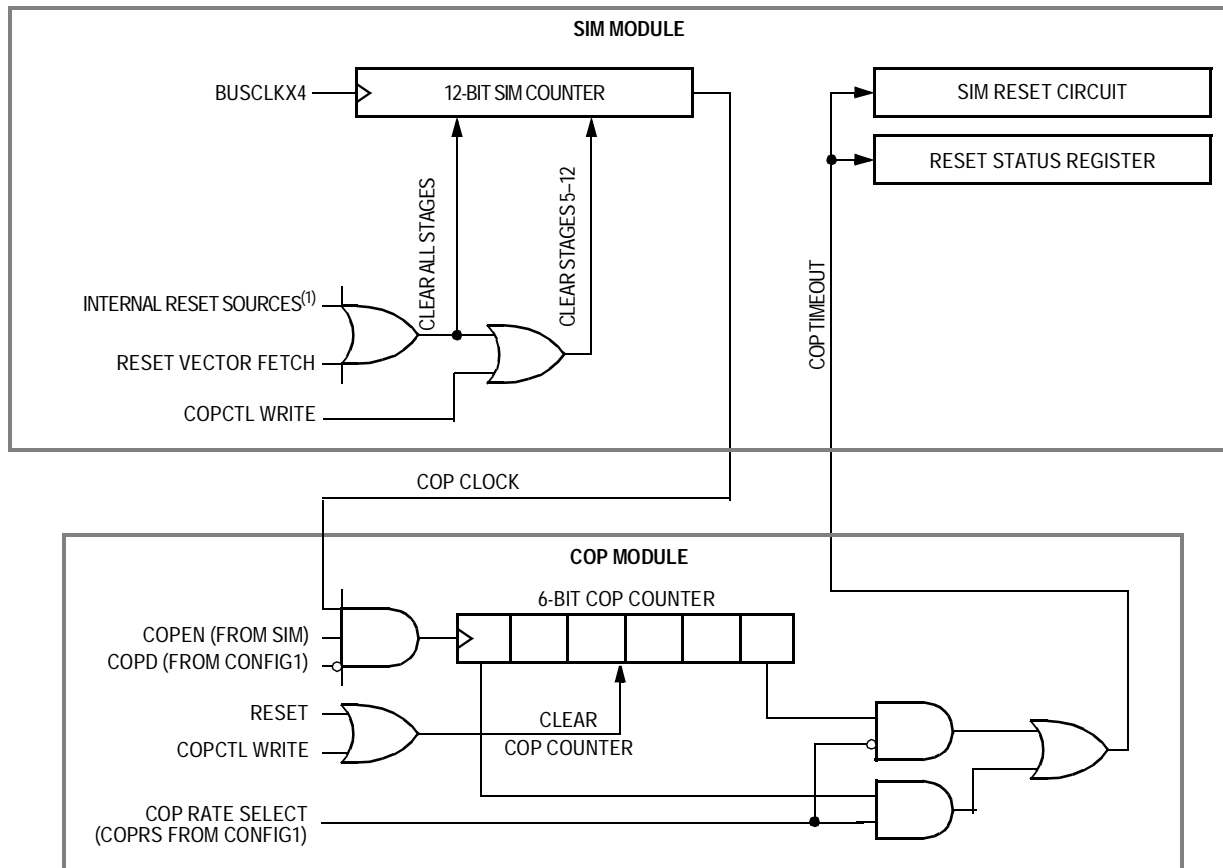 SIM MODULE
BUSCLKX4
12-BIT SIM COUNTER
SIM RESET CIRCUIT
RESET STATUS REGISTER
CLEAR ALL STAGES
CLEAR STAGES 5–12
COP TIMEOUT
INTERNAL RESET SOURCES(1)
RESET VECTOR FETCH
COPCTL WRITE
COP CLOCK
COP MODULE
6-BIT COP COUNTER
COPEN (FROM SIM)
COPD (FROM CONFIG1)
RESET
COPCTL WRITE
CLEAR
COP COUNTER
COP RATE SELECT
(COPRS FROM CONFIG1)